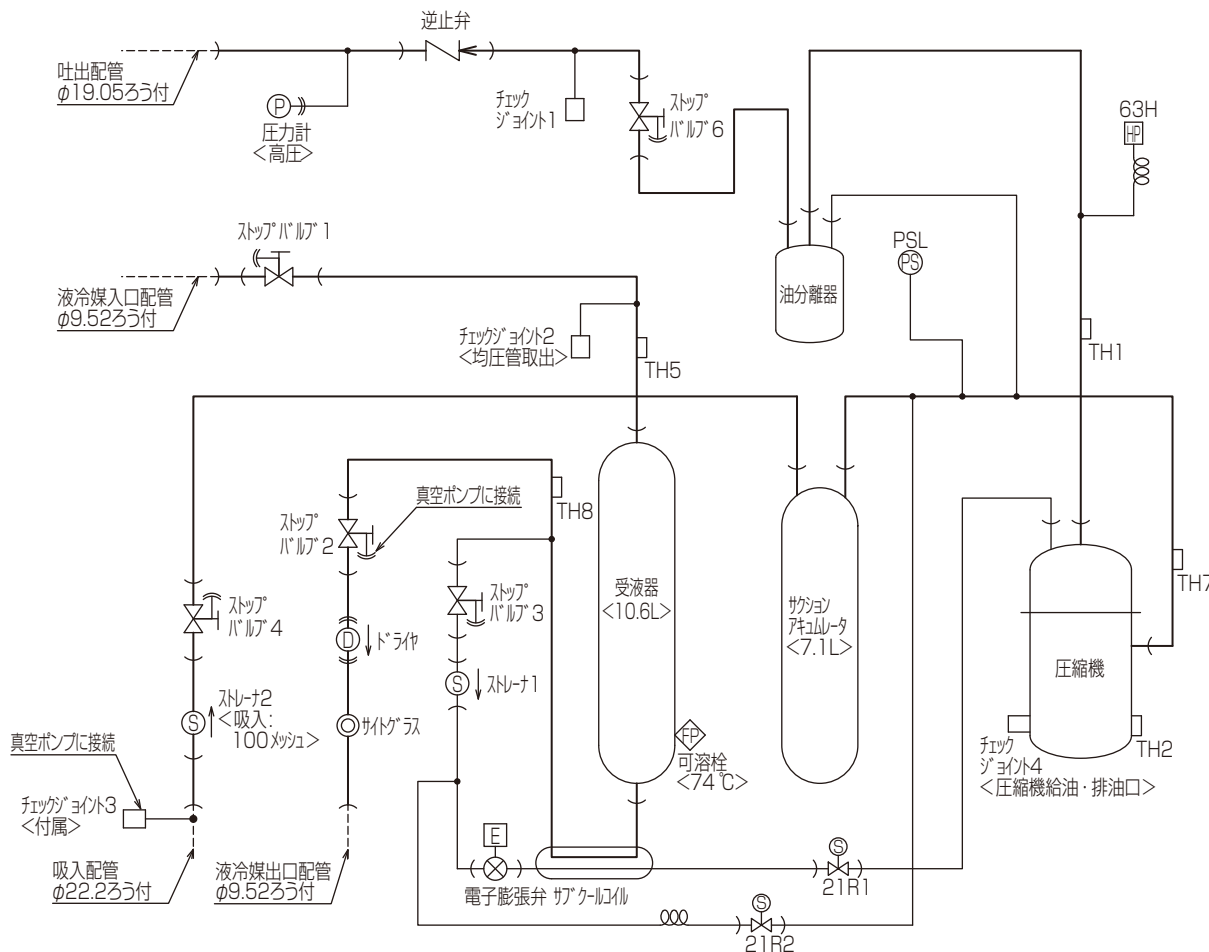 逆止弁
吐出配管
φ19.05ろう付
P
圧力計
<高圧>
チェック
ジョイント1
ストップ
バルブ6
63H
HP
ストップバルブ1
PSL
PS
油分離器
液冷媒入口配管
φ9.52ろう付
チェックジョイント2
<均圧管取出>
TH5
TH1
真空ポンプに接続
TH8
ストップ
バルブ2
ストップ
バルブ3
受液器
<10.6L>
サクション
アキュムレータ
<7.1L>
TH7
ストップ
バルブ4
D
ドライヤ
圧縮機
S
ストレーナ1
S
ストレーナ2
<吸入:
100メッシュ>
サイトグラス
FP
可溶栓
<74℃>
TH2
チェック
ジョイント4
<圧縮機給油・排油口>
真空ポンプに接続
チェックジョイント3
<付属>
E
S
吸入配管
φ22.2ろう付
液冷媒出口配管
φ9.52ろう付
電子膨張弁 サブクールコイル
21R1
S
21R2